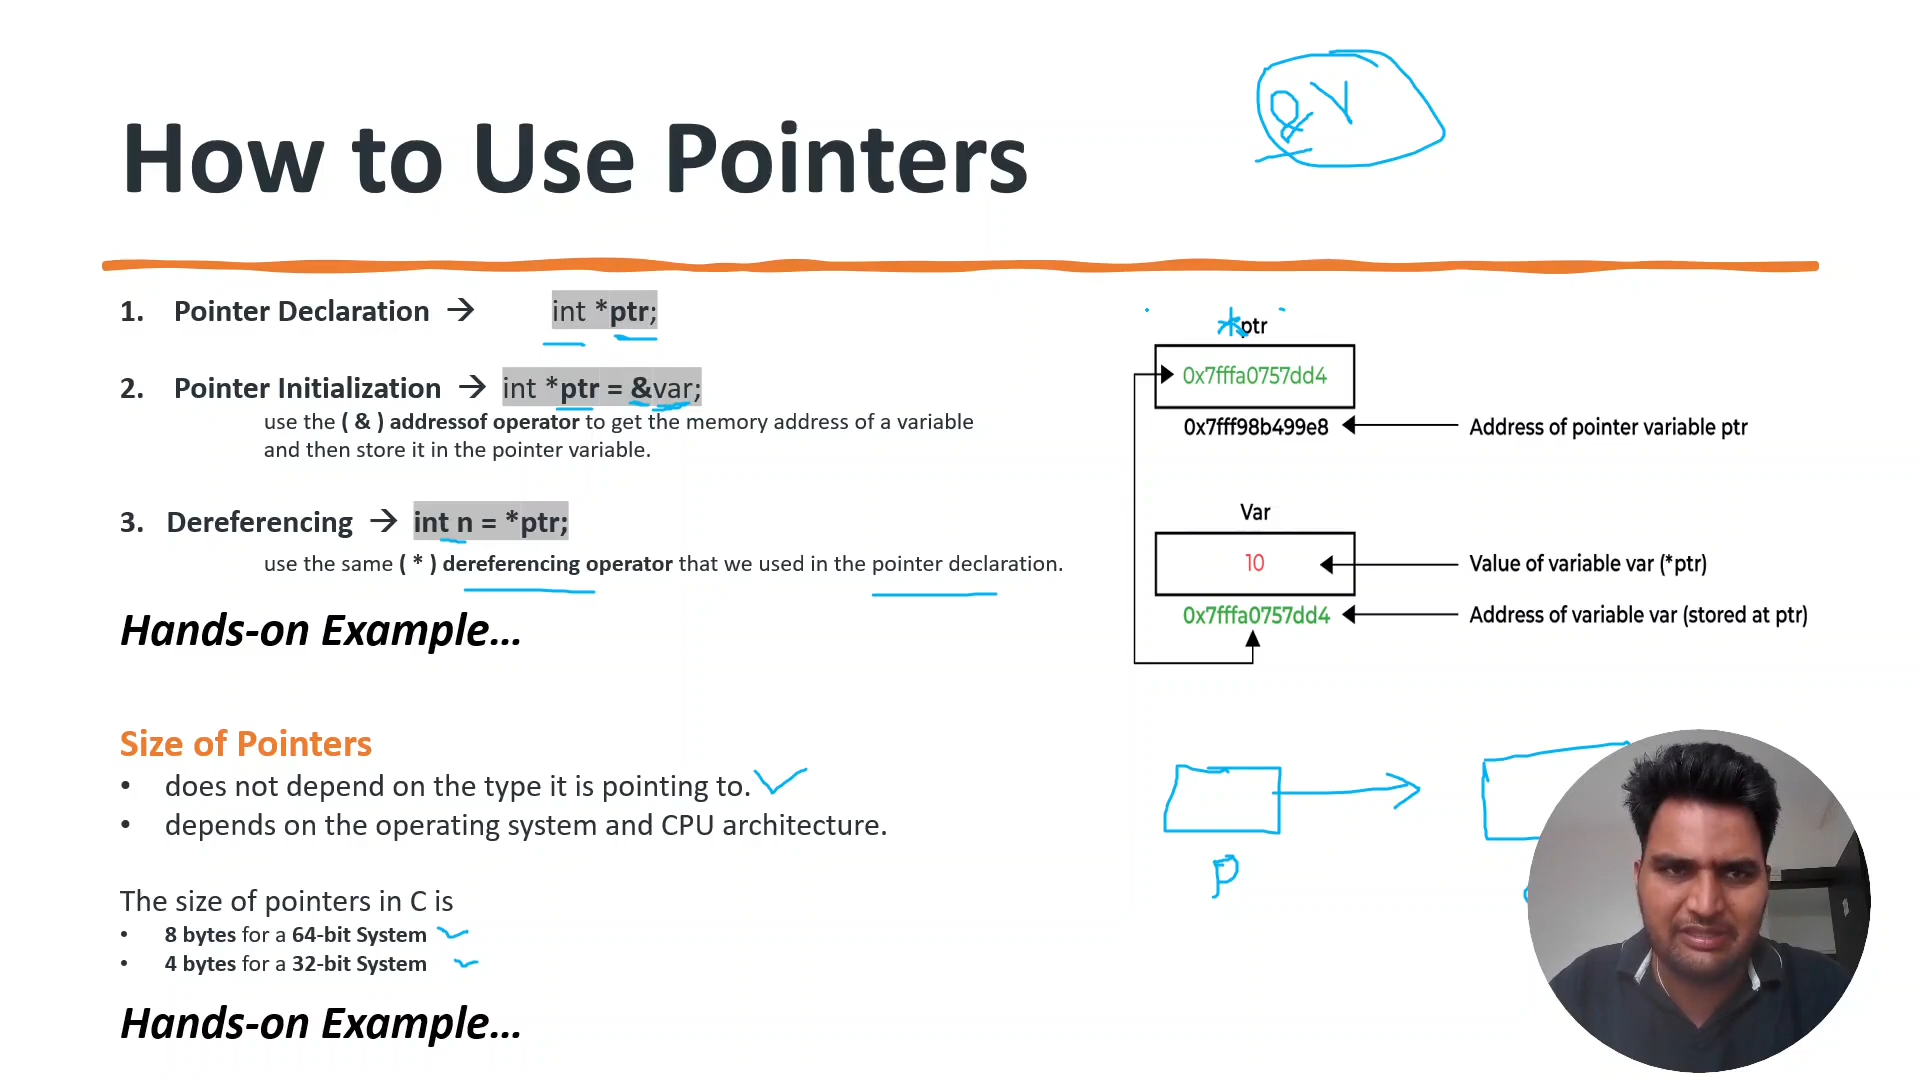 &V
How to Use Pointers
1. Pointer Declaration → int *ptr;
2. Pointer Initialization → int *ptr = &var;
use the ( & ) addressof operator to get the memory address of a variable
and then store it in the pointer variable.
3. Dereferencing → int n = *ptr;
use the same ( * ) dereferencing operator that we used in the pointer declaration.
Hands-on Example...
*ptr
0x7fffa0757dd4
0x7fff98b499e8
Address of pointer variable ptr
Var
10
Value of variable var (*ptr)
0x7fffa0757dd4
Address of variable var (stored at ptr)
Size of Pointers
• does not depend on the type it is pointing to.
• depends on the operating system and CPU architecture.
The size of pointers in C is
• 8 bytes for a 64-bit System
• 4 bytes for a 32-bit System
Hands-on Example...
P